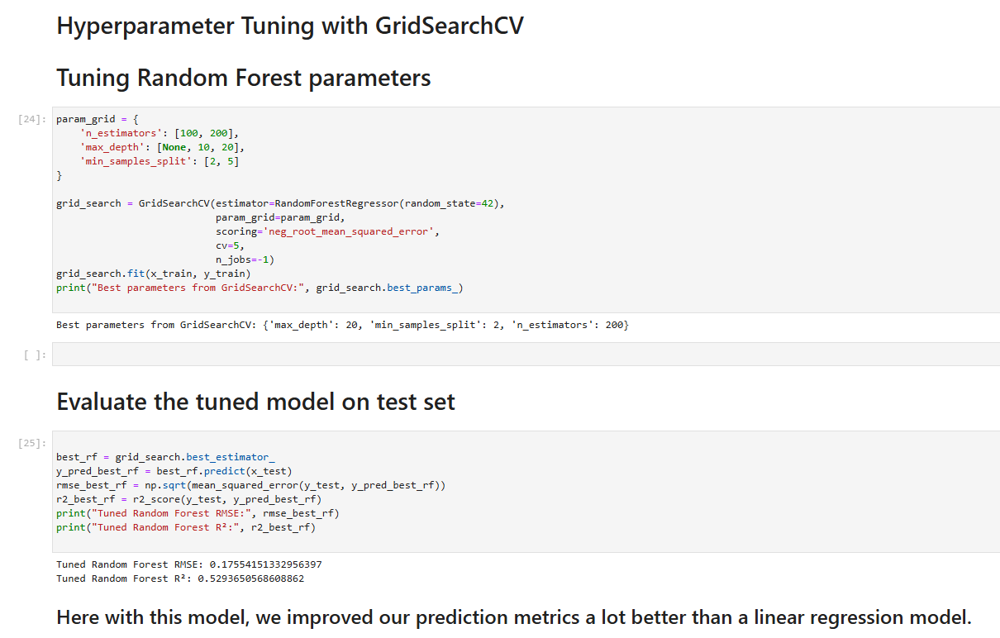 Hyperparameter Tuning with GridSearchCV
Tuning Random Forest parameters
[24]:
param_grid = {
    'n_estimators': [100, 200],
    'max_depth': [None, 10, 20],
    'min_samples_split': [2, 5]
}
grid_search = GridSearchCV(estimator=RandomForestRegressor(random_state=42),
                           param_grid=param_grid,
                           scoring='neg_root_mean_squared_error',
                           cv=5,
                           n_jobs=-1)
grid_search.fit(x_train, y_train)
print("Best parameters from GridSearchCV:", grid_search.best_params_)
Best parameters from GridSearchCV: {'max_depth': 20, 'min_samples_split': 2, 'n_estimators': 200}
[ ]:
Evaluate the tuned model on test set
[25]:
best_rf = grid_search.best_estimator_
y_pred_best_rf = best_rf.predict(x_test)
rmse_best_rf = np.sqrt(mean_squared_error(y_test, y_pred_best_rf))
r2_best_rf = r2_score(y_test, y_pred_best_rf)
print("Tuned Random Forest RMSE:", rmse_best_rf)
print("Tuned Random Forest R²:", r2_best_rf)
Tuned Random Forest RMSE: 0.17554151332956397
Tuned Random Forest R²: 0.5293650568608862
Here with this model, we improved our prediction metrics a lot better than a linear regression model.